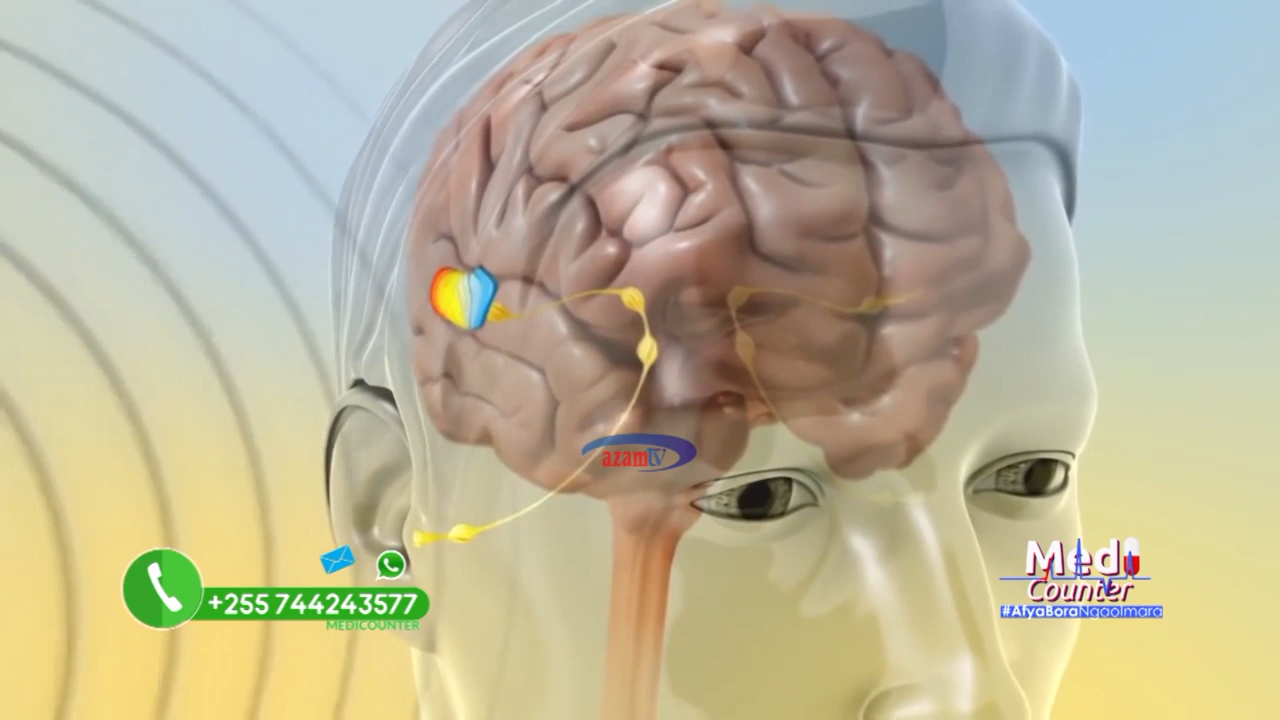 azamtv
+255 744243577
MEDICOUNTER
Medi
Counter
#AfyaBoraNgaoImara